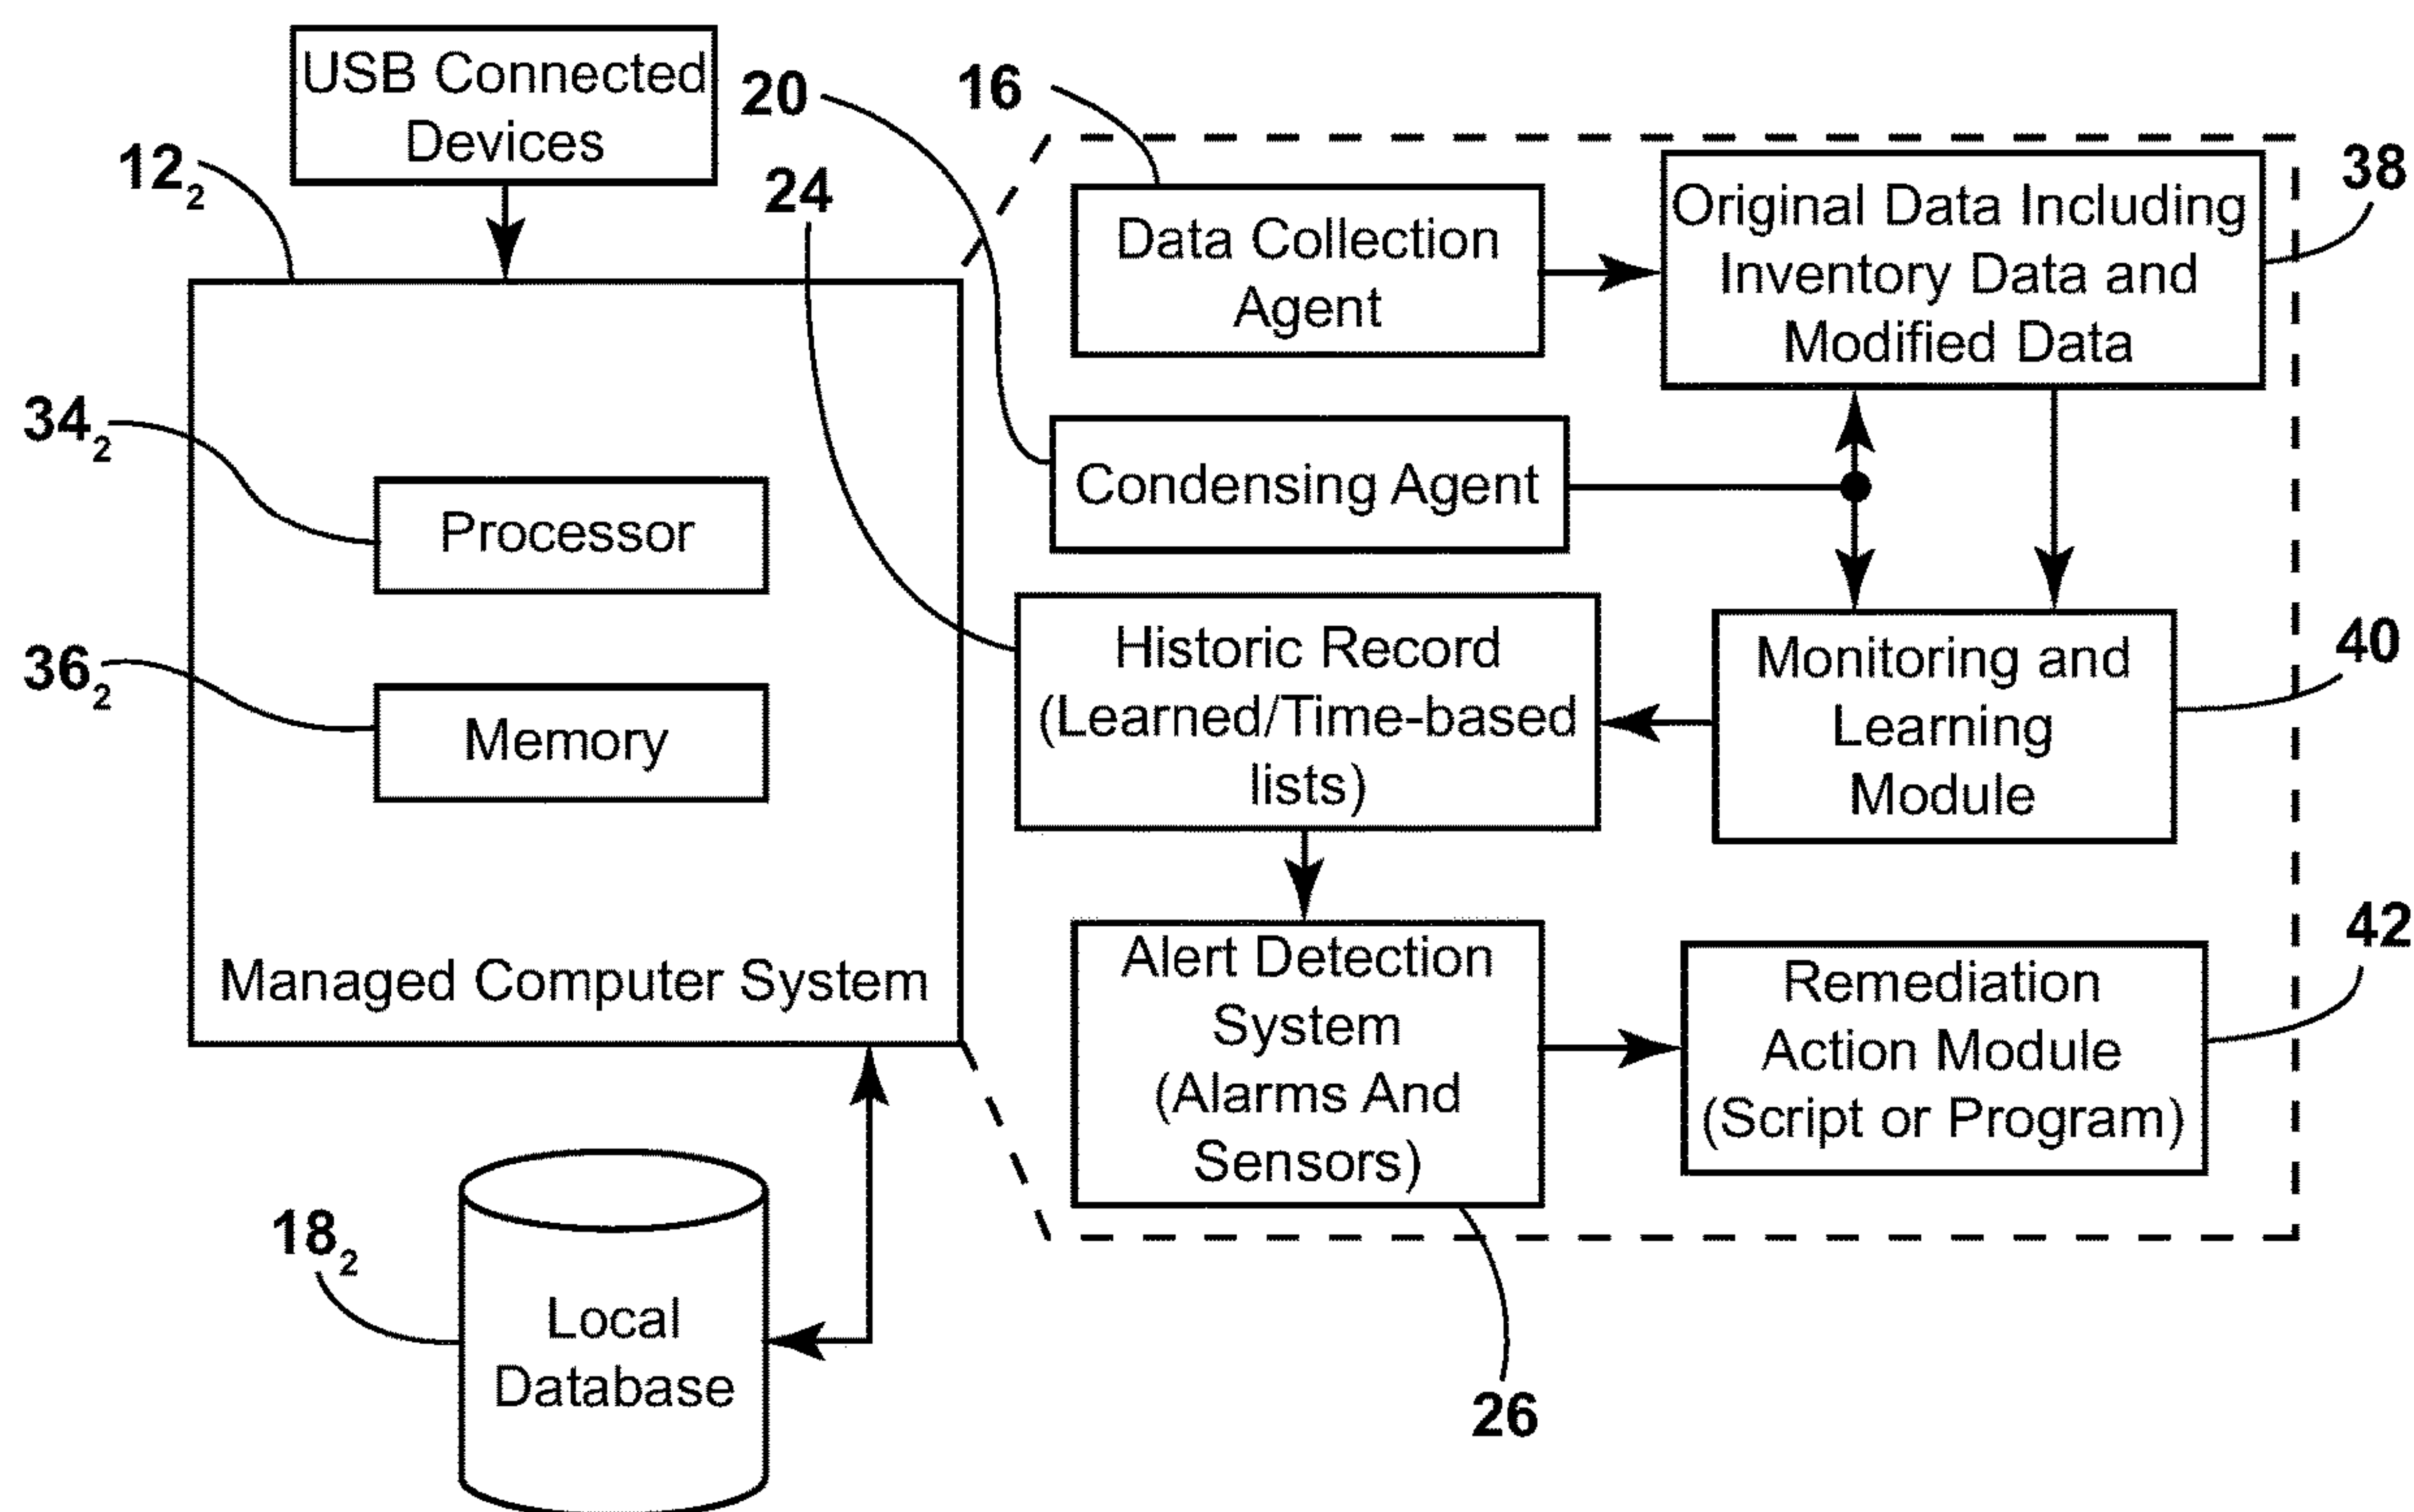 USB Connected
Devices
20
16
12₂
24
38
Data Collection
Agent
Original Data Including
Inventory Data and
Modified Data
34₂
Condensing Agent
Processor
36₂
Memory
Historic Record
(Learned/Time-based
lists)
Monitoring and
Learning
Module
40
Managed Computer System
Alert Detection
System
(Alarms And
Sensors)
Remediation
Action Module
(Script or Program)
42
18₂
Local
Database
26